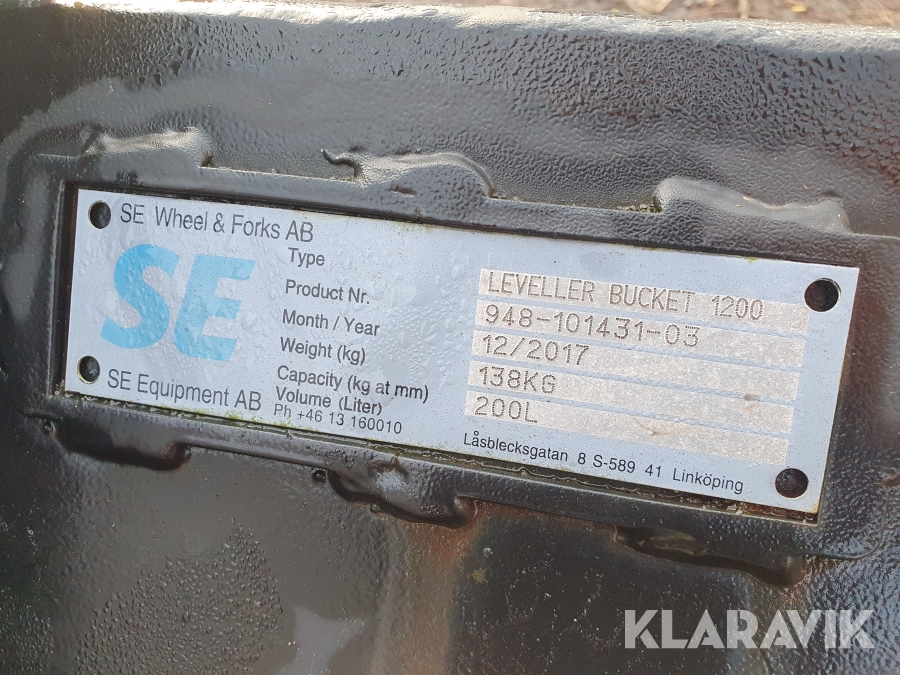 SE Wheel & Forks AB
SE
Type
LEVELLER BUCKET 1200
Product Nr.
948-101431-03
Month / Year
12/2017
Weight (kg)
138KG
Capacity (kg at mm)
200L
Volume (Liter)
SE Equipment AB
Ph +46 13 160010
Låsblecksgatan 8 S-589 41 Linköping
KLARAVIK